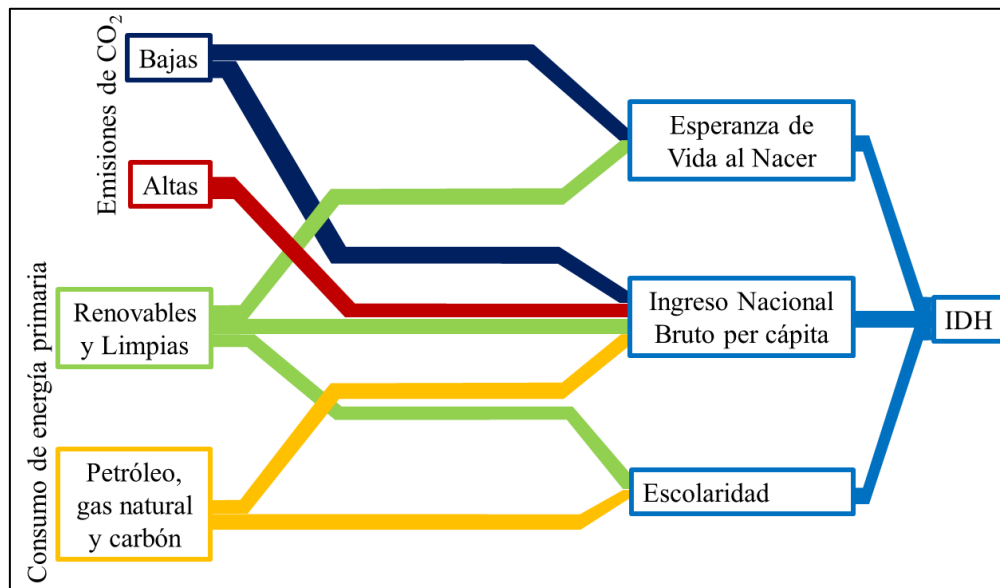 Emisiones de CO₂
Bajas
Altas
Consumo de energía primaria
Renovables
y Limpias
Petróleo,
gas natural
y carbón
Esperanza de
Vida al Nacer
Ingreso Nacional
Bruto per cápita
Escolaridad
IDH